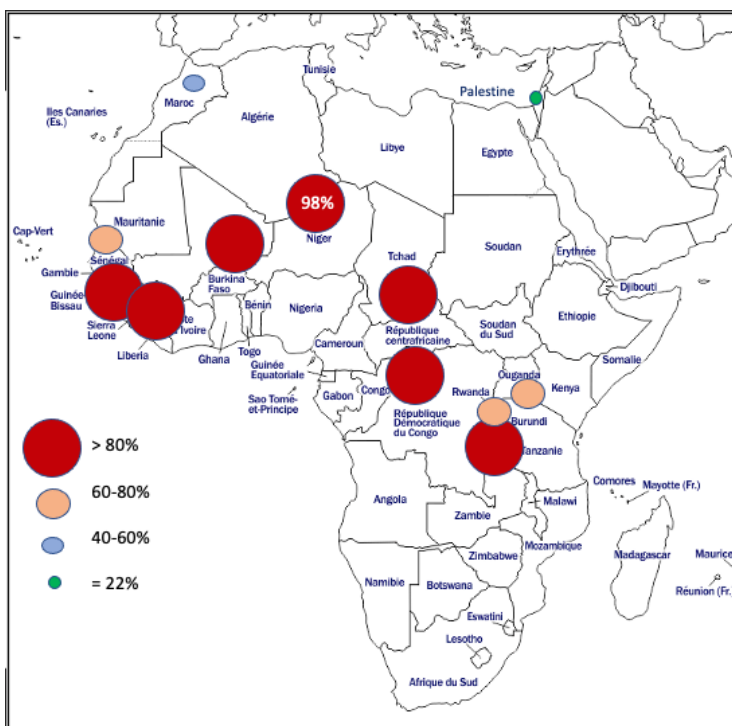 Tunisie
Palestine
Maroc
Iles Canaries
(Es.)
Algérie
Libye
Egypte
98%
Niger
Mauritanie
Cap-Vert
Sénégal
Gambie
Guinée
Bissau
Sierra
Leone
Liberia
Burkina
Faso
Bénin
Nigeria
Tchad
Soudan
Erythrée
Djibouti
Ethiopie
Somalie
te
'Ivoire
Ghana
Togo
Cameroun
République
centrafricaine
Soudan
du Sud
Guinée
Equatoriale
Sao Tomé-
et-Principe
Gabon
Congo
République
Démocratique
du Congo
Ouganda
Kenya
Rwanda
Burundi
Tanzanie
> 80%
60-80%
40-60%
= 22%
Angola
Zambie
Malawi
Comores
Mayotte (Fr.)
Mozambique
Madagascar
Maurice
Réunion (Fr.)
Zimbabwe
Namibie
Botswana
Eswatini
Lesotho
Afrique du Sud